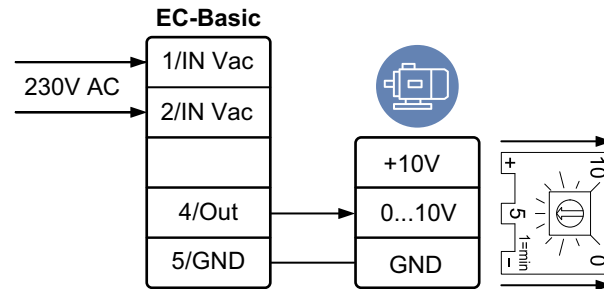 EC-Basic
230V AC
1/IN Vac
2/IN Vac
4/Out
5/GND
+10V
0...10V
GND
+
5
-
10
1=min
0